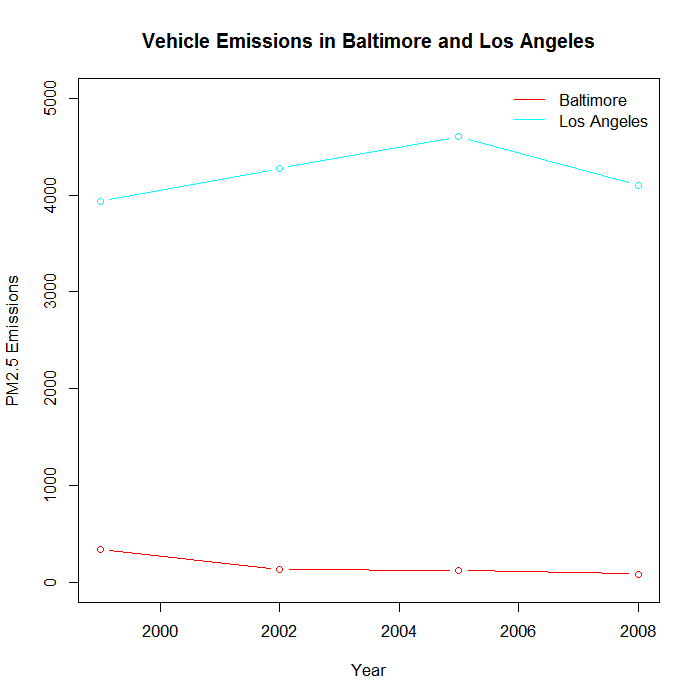 Vehicle Emissions in Baltimore and Los Angeles
Baltimore
Los Angeles
5000
4000
3000
2000
1000
0
PM2.5 Emissions
2000 2002 2004 2006 2008
Year